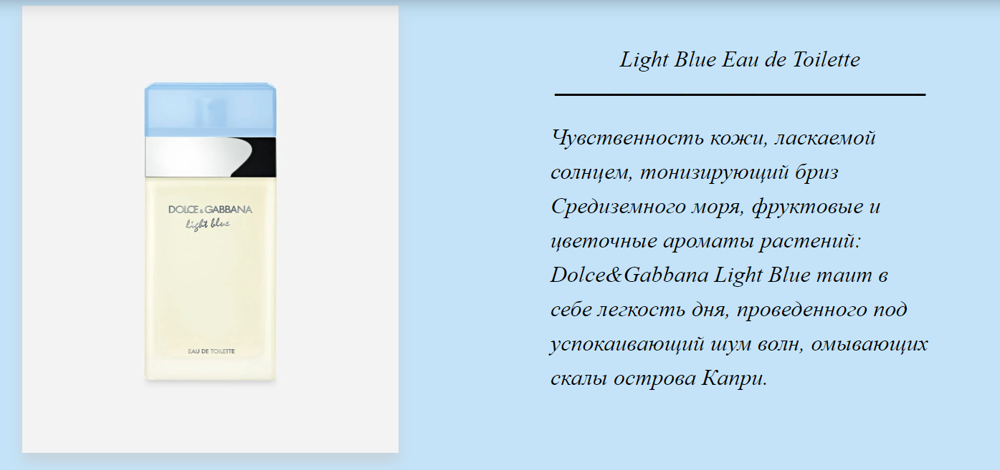 DOLCE & GABBANA
light blue
EAU DE TOILETTE
Light Blue Eau de Toilette
Чувственность кожи, ласкаемой
солнцем, тонизирующий бриз
Средиземного моря, фруктовые и
цветочные ароматы растений:
Dolce&Gabbana Light Blue таит в
себе легкость дня, проведенного под
успокаивающий шум волн, омывающих
скалы острова Капри.